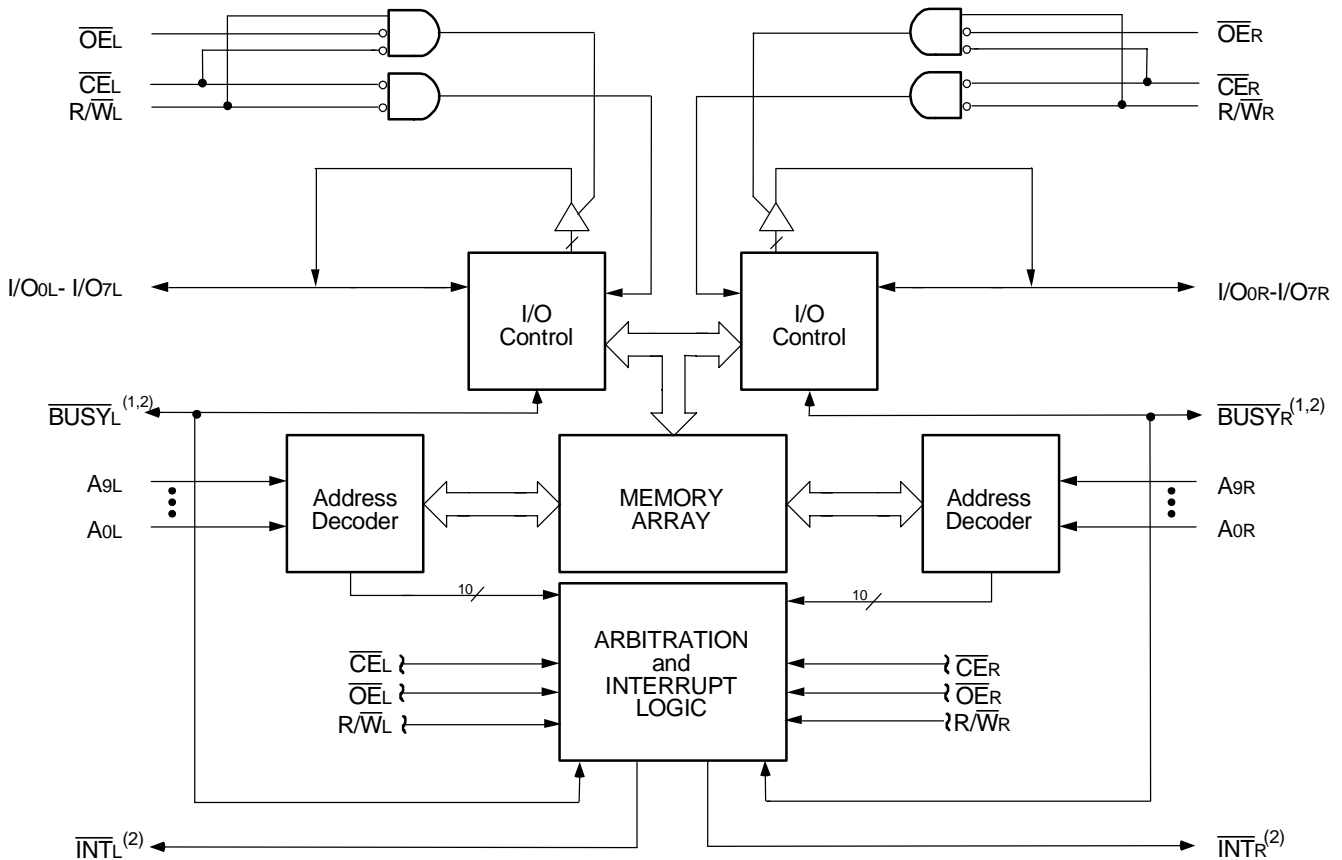 OEL
OER
CEL
CER
R/WL
R/WR
I/O0L- I/O7L
I/O
Control
I/O
Control
I/O0R-I/O7R
BUSYL(1,2)
BUSYR(1,2)
A9L
A0L
Address
Decoder
MEMORY
ARRAY
Address
Decoder
A9R
A0R
10
10
ARBITRATION
and
INTERRUPT
LOGIC
CEL
OEL
R/WL
CER
OER
R/WR
INTL(2)
INTR(2)